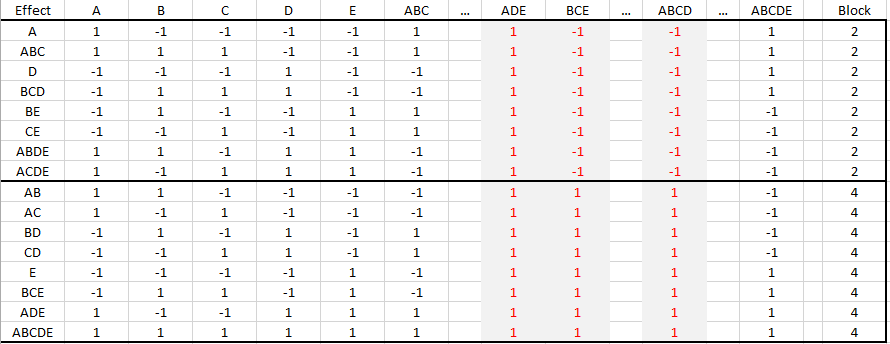 Effect A B C D E ABC ... ADE BCE ... ABCD ... ABCDE Block
A 1 -1 -1 -1 -1 1 1 -1 -1 1 2
ABC 1 1 1 -1 -1 1 1 -1 -1 1 2
D -1 -1 -1 1 -1 -1 1 -1 -1 1 2
BCD -1 1 1 1 -1 -1 1 -1 -1 1 2
BE -1 1 -1 -1 1 1 1 -1 -1 -1 2
CE -1 -1 1 -1 1 1 1 -1 -1 -1 2
ABDE 1 1 -1 1 1 -1 1 -1 -1 -1 2
ACDE 1 -1 1 1 1 -1 1 -1 -1 -1 2
AB 1 1 -1 -1 -1 -1 1 1 1 -1 4
AC 1 -1 1 -1 -1 -1 1 1 1 -1 4
BD -1 1 -1 1 -1 1 1 1 1 -1 4
CD -1 -1 1 1 -1 1 1 1 1 -1 4
E -1 -1 -1 -1 1 -1 1 1 1 1 4
BCE -1 1 1 -1 1 -1 1 1 1 1 4
ADE 1 -1 -1 1 1 1 1 1 1 1 4
ABCDE 1 1 1 1 1 1 1 1 1 1 4